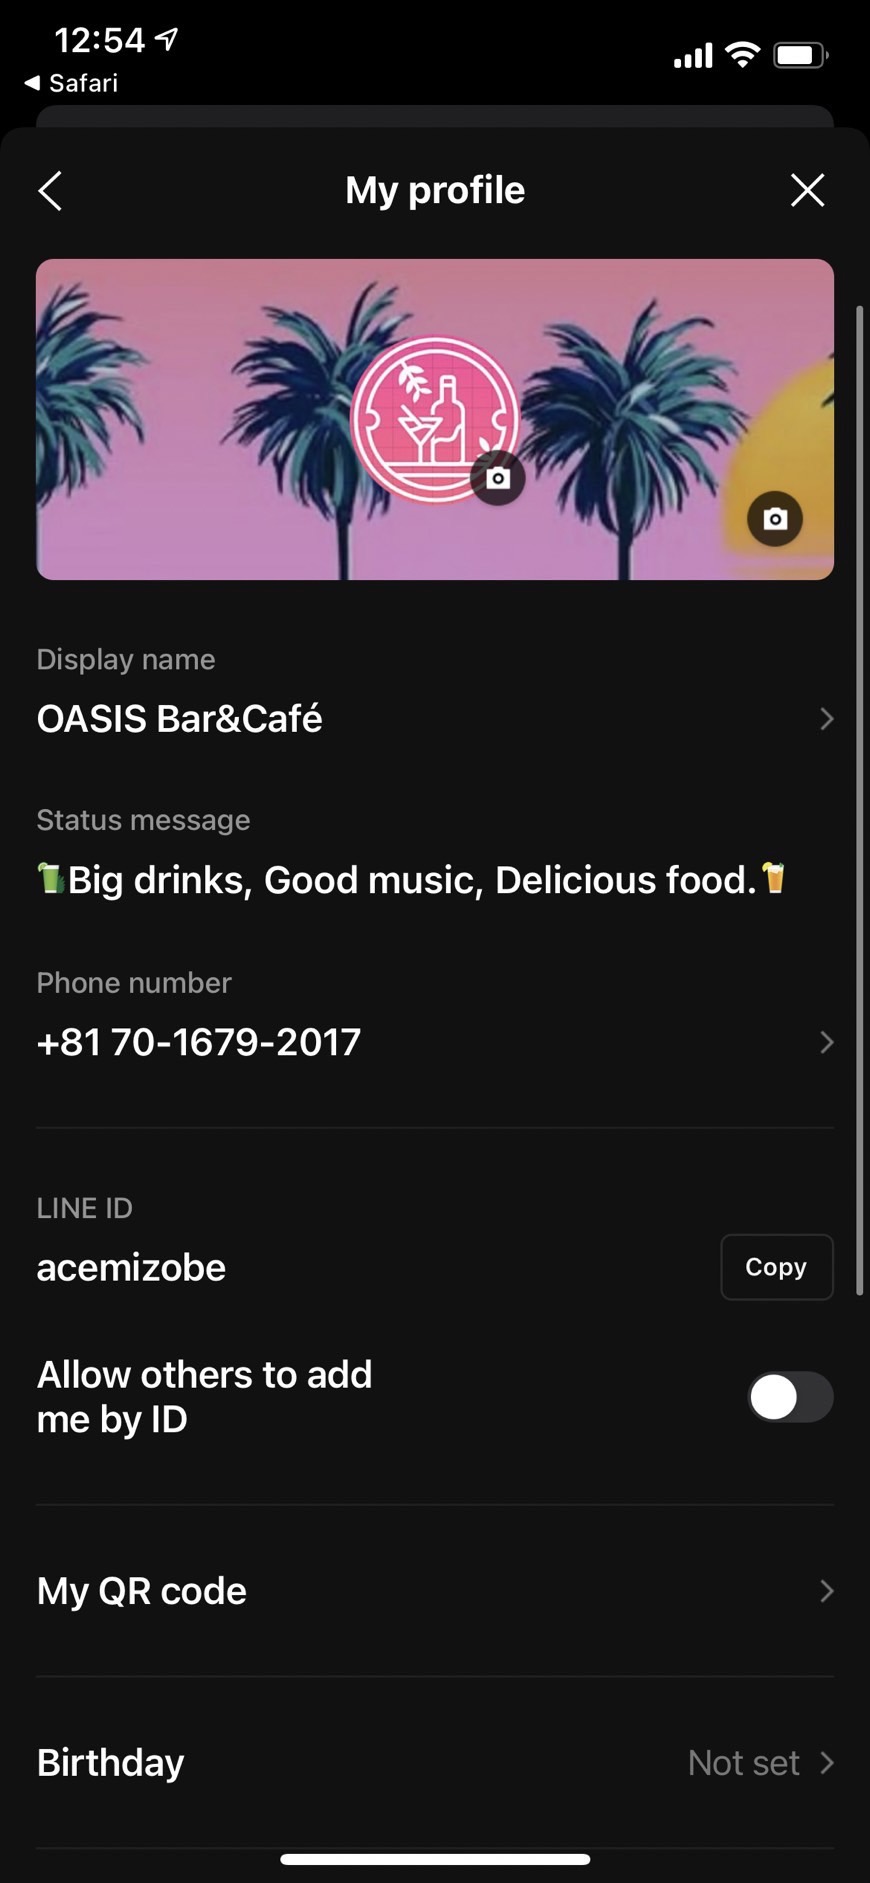 12:54
Safari
My profile
Display name
OASIS Bar&Café
Status message
Big drinks, Good music, Delicious food.
Phone number
+81 70-1679-2017
LINE ID
acemizobe
Copy
Allow others to add
me by ID
My QR code
Birthday
Not set